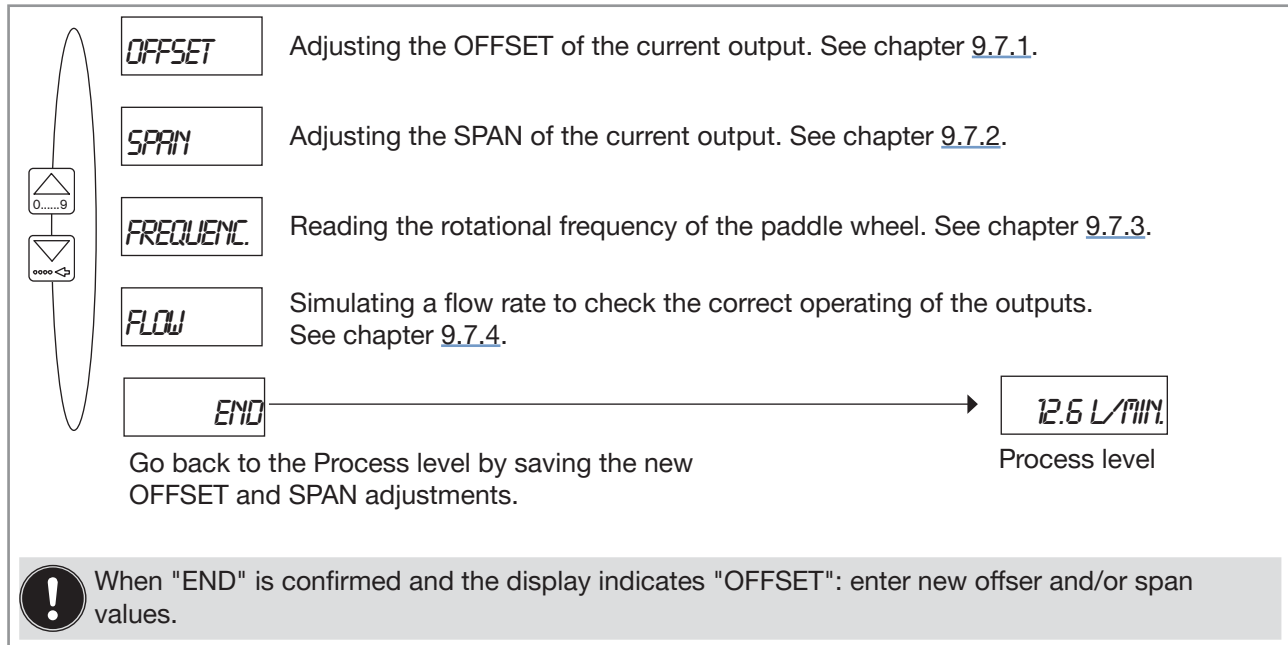 OFFSET
Adjusting the OFFSET of the current output. See chapter 9.7.1.
SPAN
Adjusting the SPAN of the current output. See chapter 9.7.2.
0......9
FREQUENC.
Reading the rotational frequency of the paddle wheel. See chapter 9.7.3.
FLOW
Simulating a flow rate to check the correct operating of the outputs.
See chapter 9.7.4.
END
12.6 L/MIN.
Go back to the Process level by saving the new
OFFSET and SPAN adjustments.
Process level
When "END" is confirmed and the display indicates "OFFSET": enter new offser and/or span
values.